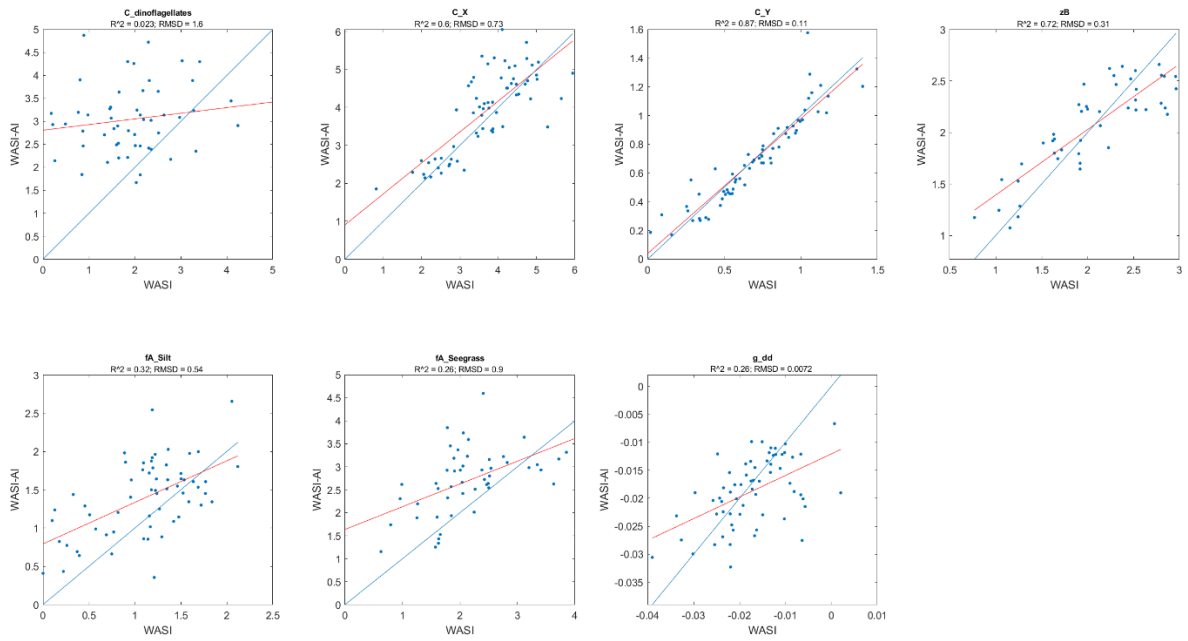 C_dinoflagellates
R^2 = 0.023; RMSD = 1.6
5
4.5
4
3.5
3
2.5
2
1.5
1
0.5
0
WASI-AI
0 1 2 3 4 5
WASI
C_X
R^2 = 0.6; RMSD = 0.73
6
5
4
3
2
1
0
WASI-AI
0 1 2 3 4 5 6
WASI
C_Y
R^2 = 0.87; RMSD = 0.11
1.6
1.4
1.2
1
0.8
0.6
0.4
0.2
0
WASI-AI
0 0.5 1 1.5
WASI
zB
R^2 = 0.72; RMSD = 0.31
3
2.5
2
1.5
1
WASI-AI
0.5 1 1.5 2 2.5 3
WASI
fA_Silt
R^2 = 0.32; RMSD = 0.54
3
2.5
2
1.5
1
0.5
0
WASI-AI
0 0.5 1 1.5 2 2.5
WASI
fA_Seegrass
R^2 = 0.26; RMSD = 0.9
5
4.5
4
3.5
3
2.5
2
1.5
1
0.5
0
WASI-AI
0 1 2 3 4
WASI
g_dd
R^2 = 0.26; RMSD = 0.0072
0
-0.005
-0.01
-0.015
-0.02
-0.025
-0.03
-0.035
WASI-AI
-0.04 -0.03 -0.02 -0.01 0 0.01
WASI